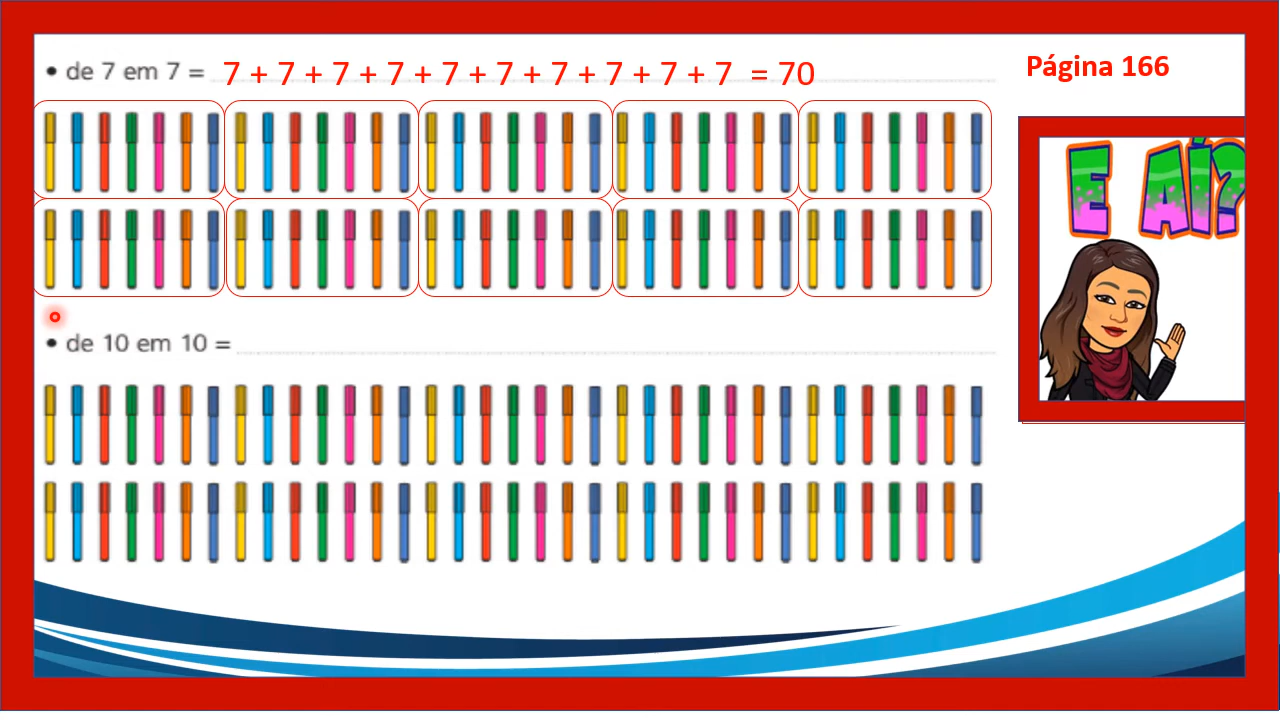 • de 7 em 7 = 7 + 7 + 7 + 7 + 7 + 7 + 7 + 7 + 7 + 7 = 70
Página 166
E AÍ?
• de 10 em 10 =